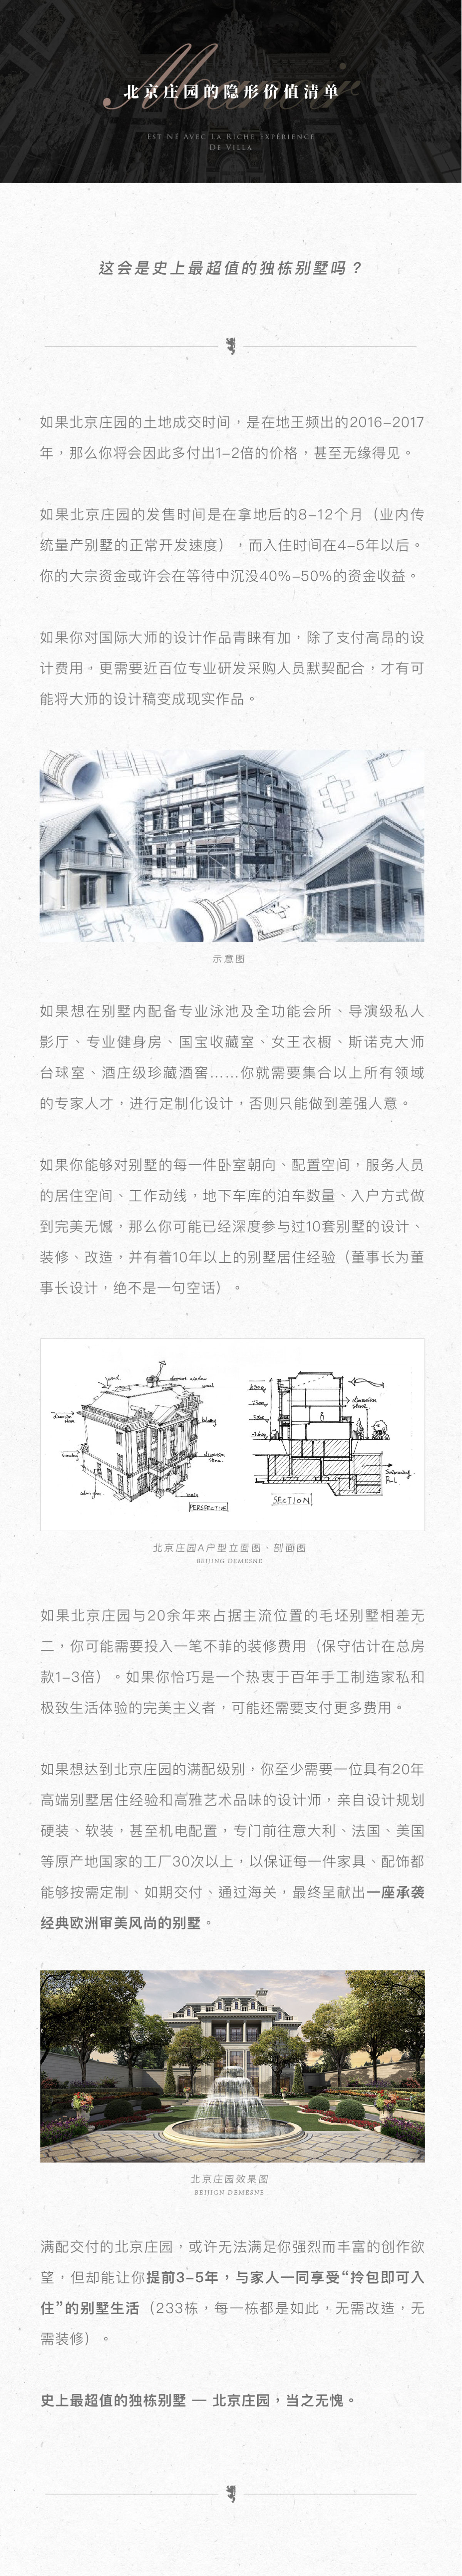 Manoir
北京庄园的隐形价值清单
EST NÉ AVEC LA RICHE EXPÉRIENCE
DE VILLA
这会是史上最超值的独栋别墅吗？
如果北京庄园的土地成交时间，是在地王频出的2016-2017
年，那么你将会因此多付出1-2倍的价格，甚至无缘得见。
如果北京庄园的发售时间是在拿地后的8-12个月（业内传
统量产别墅的正常开发速度），而入住时间在4-5年以后。
你的大宗资金或许会在等待中沉没40%-50%的资金收益。
如果你对国际大师的设计作品青睐有加，除了支付高昂的设
计费用，更需要近百位专业研发采购人员默契配合，才有可
能将大师的设计稿变成现实作品。
示意图
如果想在别墅内配备专业泳池及全功能会所、导演级私人
影厅、专业健身房、国宝收藏室、女王衣橱、斯诺克大师
台球室、酒庄级珍藏酒窖……你就需要集合以上所有领域
的专家人才，进行定制化设计，否则只能做到差强人意。
如果你能够对别墅的每一件卧室朝向、配置空间，服务人员
的居住空间、工作动线，地下车库的泊车数量、入户方式做
到完美无憾，那么你可能已经深度参与过10套别墅的设计、
装修、改造，并有着10年以上的别墅居住经验（董事长为董
事长设计，绝不是一句空话）。
PERSPECTIVE
SECTION
北京庄园A户型立面图、剖面图
BEIJING DEMESNE
如果北京庄园与20余年来占据主流位置的毛坯别墅相差无
二，你可能需要投入一笔不菲的装修费用（保守估计在总房
款1-3倍）。如果你恰巧是一个热衷于百年手工制造家私和
极致生活体验的完美主义者，可能还需要支付更多费用。
如果想达到北京庄园的满配级别，你至少需要一位具有20年
高端别墅居住经验和高雅艺术品味的设计师，亲自设计规划
硬装、软装，甚至机电配置，专门前往意大利、法国、美国
等原产地国家的工厂30次以上，以保证每一件家具、配饰都
能够按需定制、如期交付、通过海关，最终呈献出一座承袭
经典欧洲审美风尚的别墅。
北京庄园效果图
BEIJIGN DEMESNE
满配交付的北京庄园，或许无法满足你强烈而丰富的创作欲
望，但却能让你提前3-5年，与家人一同享受“拎包即可入
住”的别墅生活（233栋，每一栋都是如此，无需改造，无
需装修）。
史上最超值的独栋别墅 — 北京庄园，当之无愧。